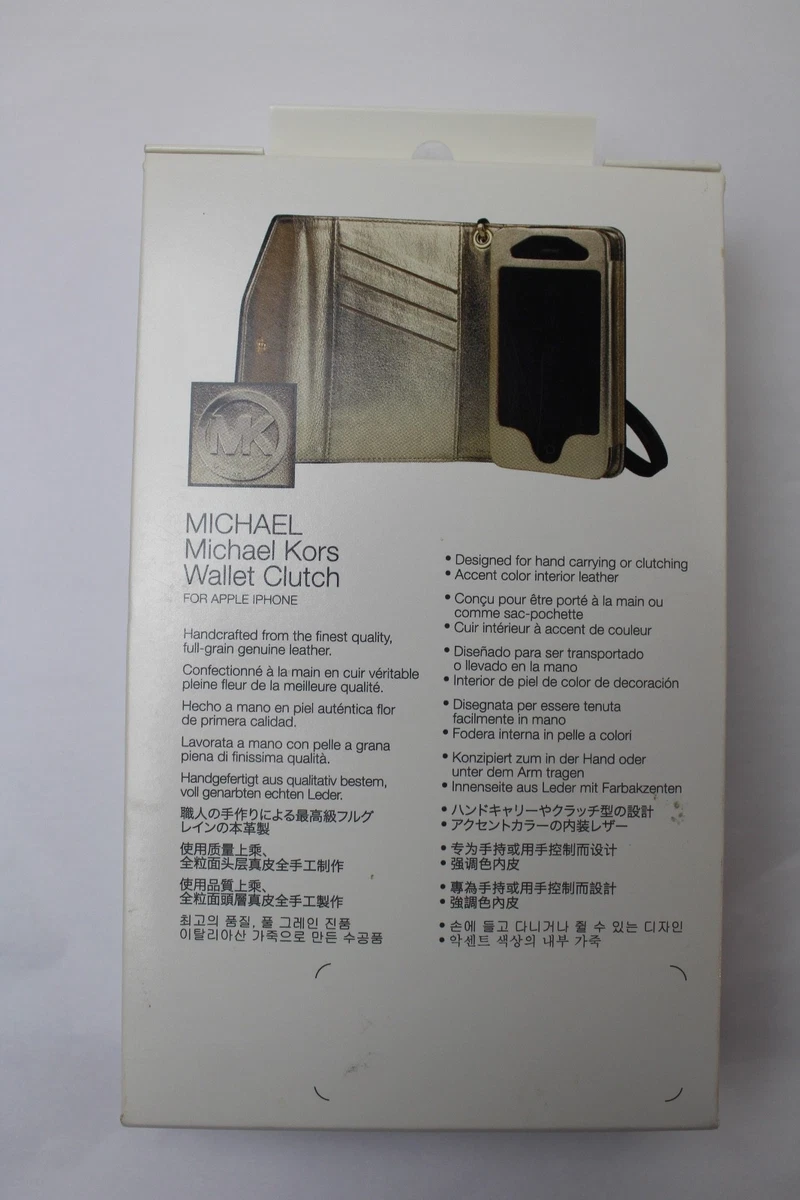 MK
MICHAEL
Michael Kors
Wallet Clutch
FOR APPLE IPHONE
Handcrafted from the finest quality,
full-grain genuine leather.
Confectionné à la main en cuir véritable
pleine fleur de la meilleure qualité.
Hecho a mano en piel auténtica flor
de primera calidad.
Lavorata a mano con pelle a grana
piena di finissima qualità.
Handgefertigt aus qualitativ bestem,
voll genarbten echten Leder.
職人の手作りによる最高級フルグ
レインの本革製
使用质量上乘、
全粒面头层真皮全手工制作
使用品質上乘、
全粒面頭層真皮全手工製作
최고의 품질, 풀 그레인 진품
이탈리아산 가죽으로 만든 수공품
• Designed for hand carrying or clutching
• Accent color interior leather
• Conçu pour être porté à la main ou
comme sac-pochette
• Cuir intérieur à accent de couleur
• Diseñado para ser transportado
o llevado en la mano
• Interior de piel de color de decoración
• Disegnata per essere tenuta
facilmente in mano
• Fodera interna in pelle a colori
• Konzipiert zum in der Hand oder
unter dem Arm tragen
• Innenseite aus Leder mit Farbakzenten
• ハンドキャリーやクラッチ型の設計
• アクセントカラーの内装レザー
• 专为手持或用手控制而设计
• 强调色内皮
• 專為手持或用手控制而設計
• 強調色內皮
• 손에 들고 다니거나 쥘 수 있는 디자인
• 악센트 색상의 내부 가죽